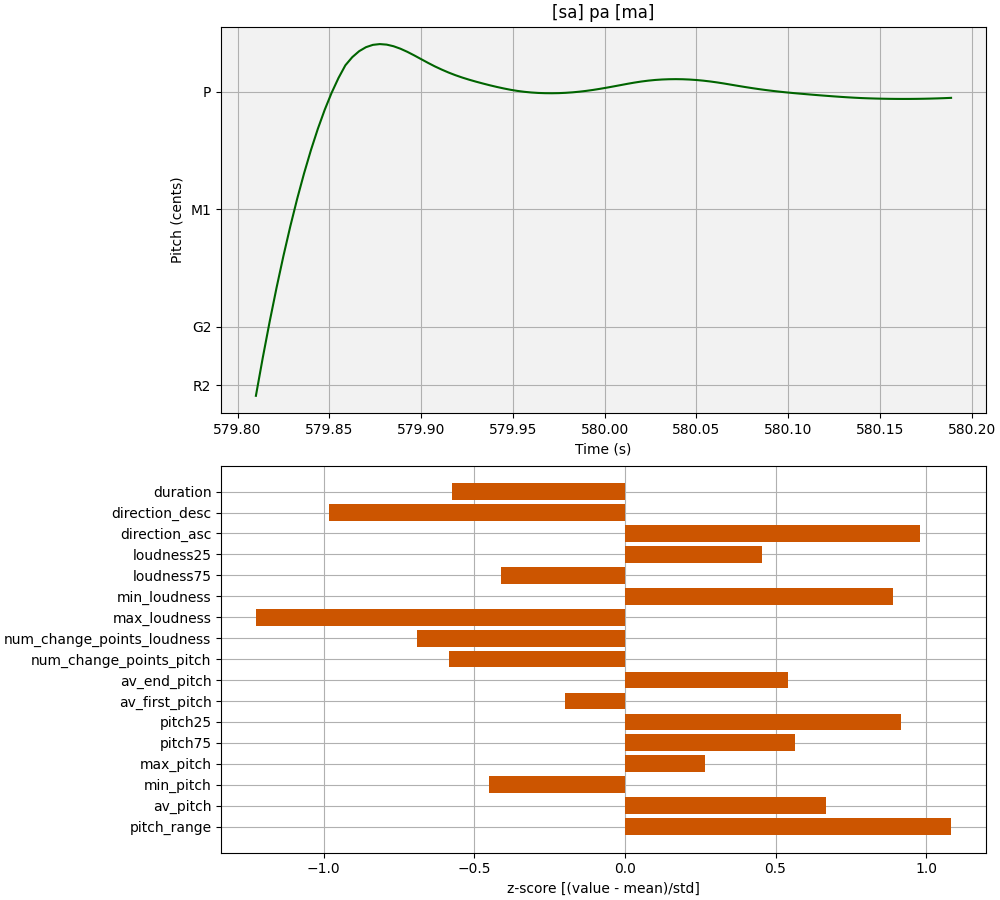 [sa] pa [ma]
P
M1
G2
R2
Pitch (cents)
579.80 579.85 579.90 579.95 580.00 580.05 580.10 580.15 580.20
Time (s)
duration
direction_desc
direction_asc
loudness25
loudness75
min_loudness
max_loudness
num_change_points_loudness
num_change_points_pitch
av_end_pitch
av_first_pitch
pitch25
pitch75
max_pitch
min_pitch
av_pitch
pitch_range
−1.0 −0.5 0.0 0.5 1.0
z-score [(value - mean)/std]